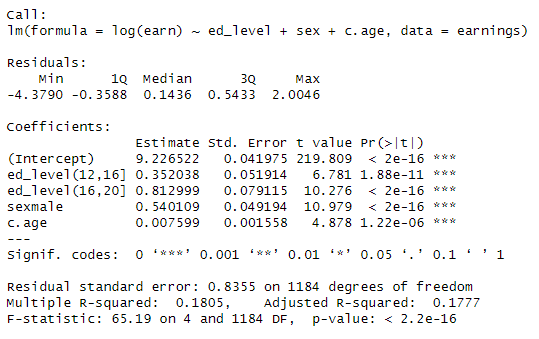 Call:
lm(formula = log(earn) ~ ed_level + sex + c.age, data = earnings)
Residuals:
Min 1Q Median 3Q Max
-4.3790 -0.3588 0.1436 0.5433 2.0046
Coefficients:
Estimate Std. Error t value Pr(>|t|)
(Intercept) 9.226522 0.041975 219.809 < 2e-16 ***
ed_level(12,16] 0.352038 0.051914 6.781 1.88e-11 ***
ed_level(16,20] 0.812999 0.079115 10.276 < 2e-16 ***
sexmale 0.540109 0.049194 10.979 < 2e-16 ***
c.age 0.007599 0.001558 4.878 1.22e-06 ***
---
Signif. codes: 0 ‘***’ 0.001 ‘**’ 0.01 ‘*’ 0.05 ‘.’ 0.1 ‘ ’ 1
Residual standard error: 0.8355 on 1184 degrees of freedom
Multiple R-squared: 0.1805, Adjusted R-squared: 0.1777
F-statistic: 65.19 on 4 and 1184 DF, p-value: < 2.2e-16